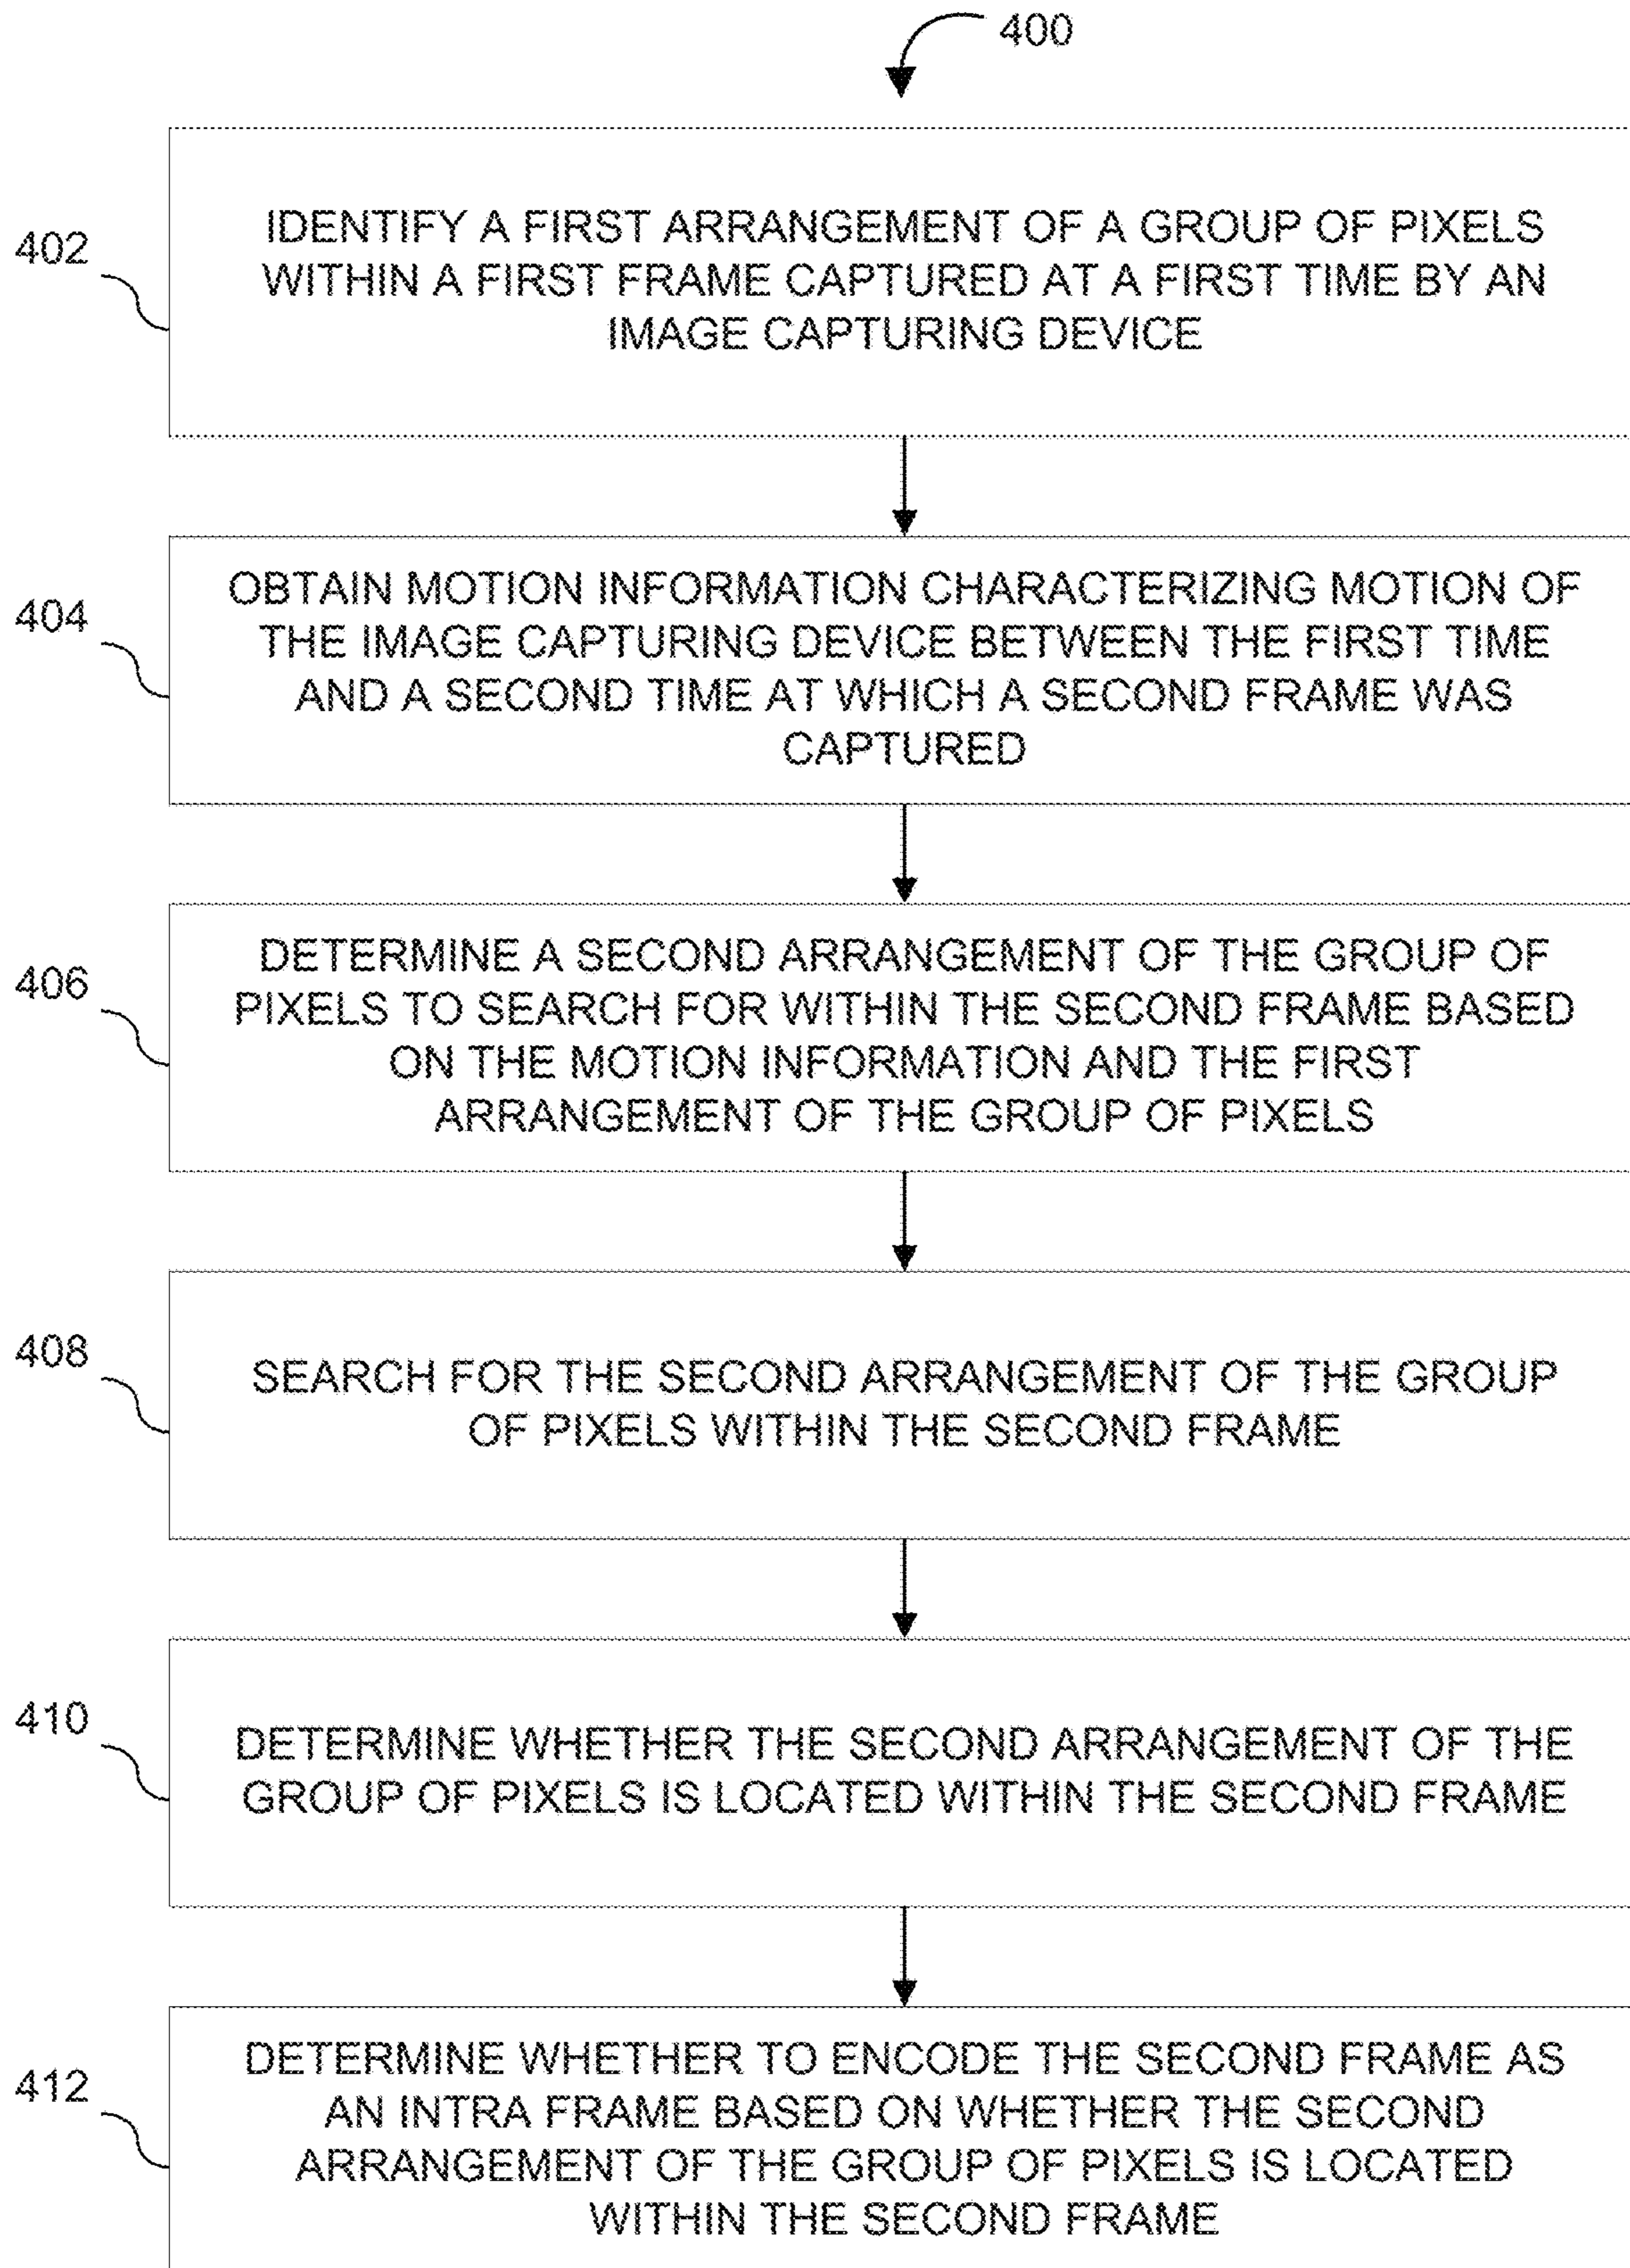 400
402
IDENTIFY A FIRST ARRANGEMENT OF A GROUP OF PIXELS
WITHIN A FIRST FRAME CAPTURED AT A FIRST TIME BY AN
IMAGE CAPTURING DEVICE
404
OBTAIN MOTION INFORMATION CHARACTERIZING MOTION OF
THE IMAGE CAPTURING DEVICE BETWEEN THE FIRST TIME
AND A SECOND TIME AT WHICH A SECOND FRAME WAS
CAPTURED
406
DETERMINE A SECOND ARRANGEMENT OF THE GROUP OF
PIXELS TO SEARCH FOR WITHIN THE SECOND FRAME BASED
ON THE MOTION INFORMATION AND THE FIRST
ARRANGEMENT OF THE GROUP OF PIXELS
408
SEARCH FOR THE SECOND ARRANGEMENT OF THE GROUP
OF PIXELS WITHIN THE SECOND FRAME
410
DETERMINE WHETHER THE SECOND ARRANGEMENT OF THE
GROUP OF PIXELS IS LOCATED WITHIN THE SECOND FRAME
412
DETERMINE WHETHER TO ENCODE THE SECOND FRAME AS
AN INTRA FRAME BASED ON WHETHER THE SECOND
ARRANGEMENT OF THE GROUP OF PIXELS IS LOCATED
WITHIN THE SECOND FRAME